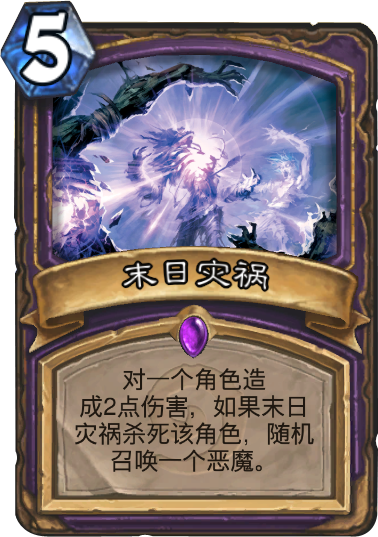 5
末日灾祸
对一个角色造
成2点伤害，如果末日
灾祸杀死该角色，随机
召唤一个恶魔。